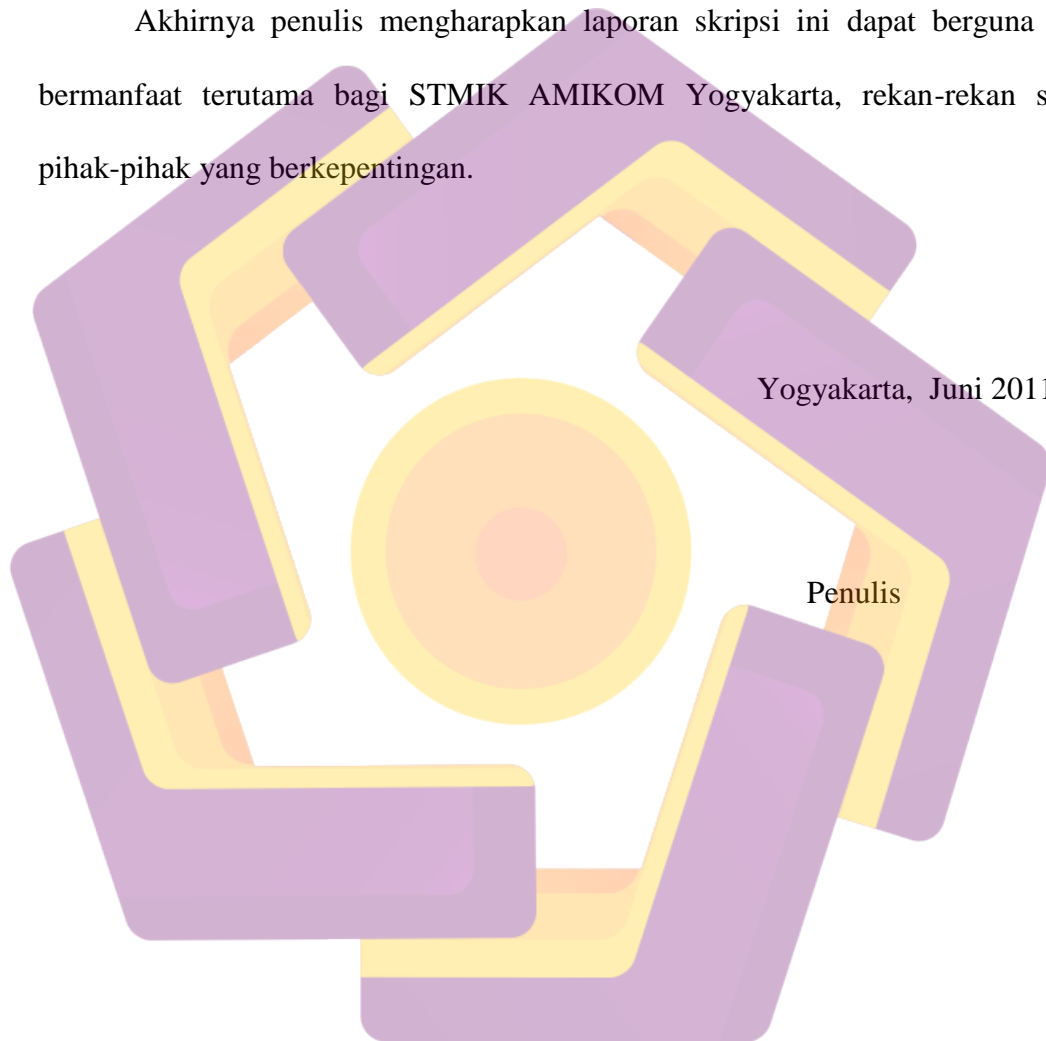 Akhirnya penulis mengharapkan laporan skripsi ini dapat berguna
bermanfaat terutama bagi STMIK AMIKOM Yogyakarta, rekan-rekan s
pihak-pihak yang berkepentingan.
Yogyakarta, Juni 2011
Penulis